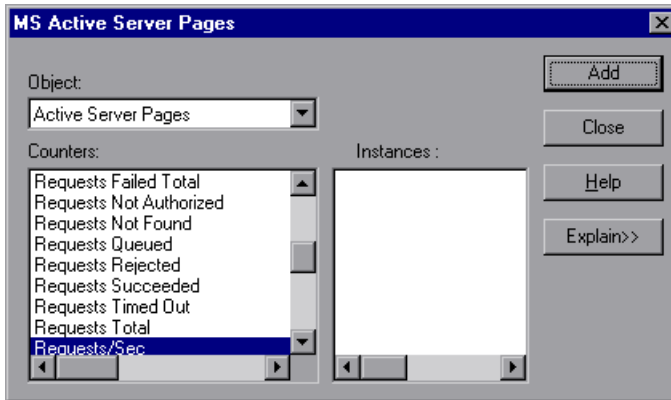 MS Active Server Pages
Object:
Active Server Pages
Counters:
Instances :
Requests Failed Total
Requests Not Authorized
Requests Not Found
Requests Queued
Requests Rejected
Requests Succeeded
Requests Timed Out
Requests Total
Requests/Sec
Add
Close
Help
Explain>>